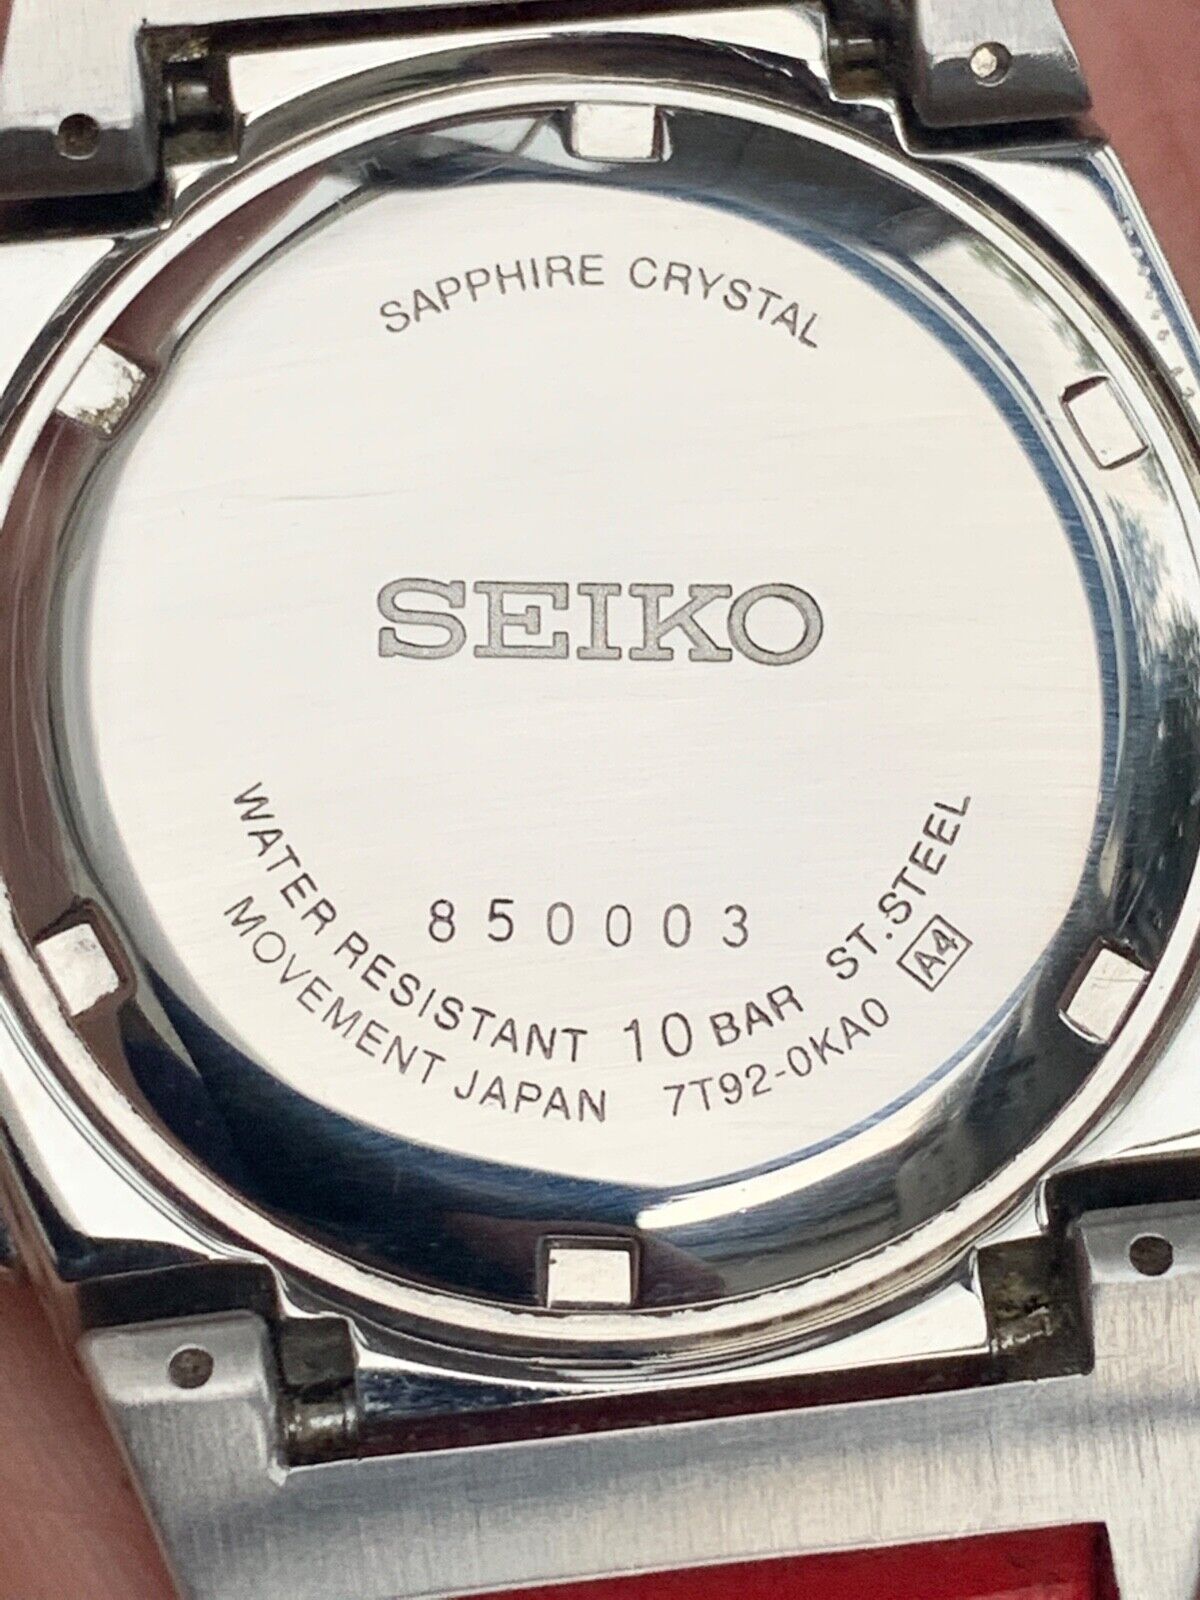 SAPPHIRE CRYSTAL
SEIKO
850003
WATER RESISTANT 10 BAR ST.STEEL
MOVEMENT JAPAN 7T92-0KA0 A4